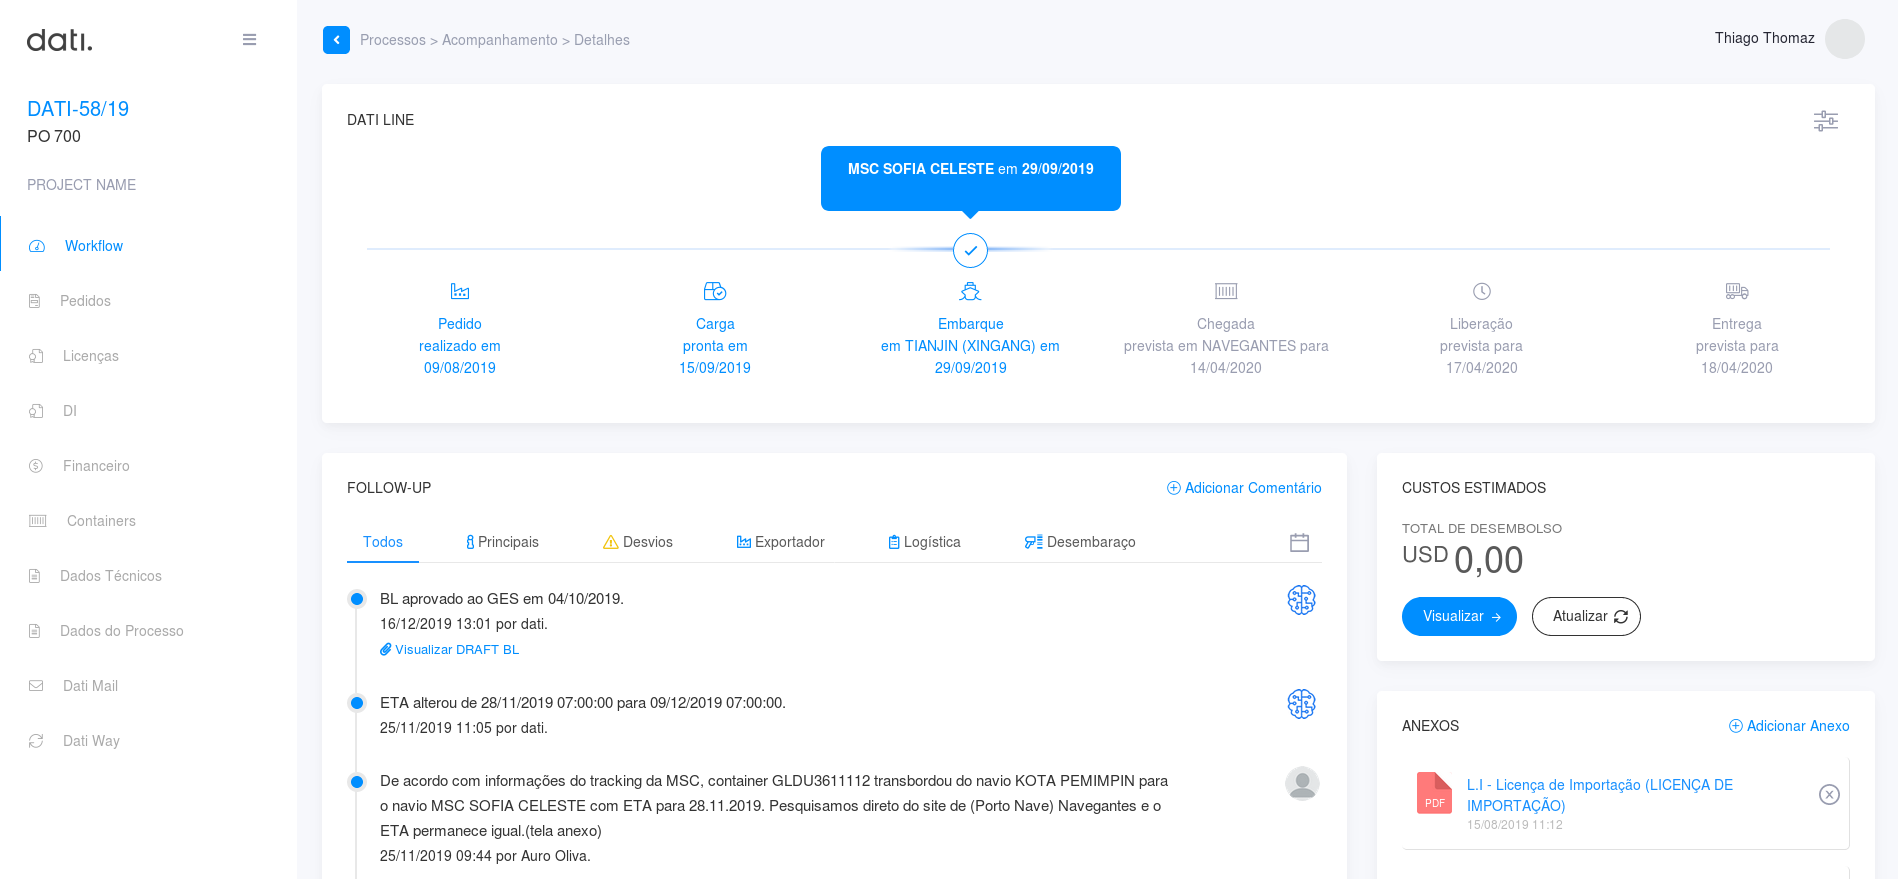 dati.
Processos > Acompanhamento > Detalhes
Thiago Thomaz
DATI-58/19
PO 700
PROJECT NAME
Workflow
Pedidos
Licenças
DI
Financeiro
Containers
Dados Técnicos
Dados do Processo
Dati Mail
Dati Way
DATI LINE
MSC SOFIA CELESTE em 29/09/2019
Pedido
realizado em
09/08/2019
Carga
pronta em
15/09/2019
Embarque
em TIANJIN (XINGANG) em
29/09/2019
Chegada
prevista em NAVEGANTES para
14/04/2020
Liberação
prevista para
17/04/2020
Entrega
prevista para
18/04/2020
FOLLOW-UP
Adicionar Comentário
Todos
Principais
Desvios
Exportador
Logística
Desembaraço
BL aprovado ao GES em 04/10/2019.
16/12/2019 13:01 por dati.
Visualizar DRAFT BL
ETA alterou de 28/11/2019 07:00:00 para 09/12/2019 07:00:00.
25/11/2019 11:05 por dati.
De acordo com informações do tracking da MSC, container GLDU3611112 transbordou do navio KOTA PEMIMPIN para
o navio MSC SOFIA CELESTE com ETA para 28.11.2019. Pesquisamos direto do site de (Porto Nave) Navegantes e o
ETA permanece igual.(tela anexo)
25/11/2019 09:44 por Auro Oliva.
CUSTOS ESTIMADOS
TOTAL DE DESEMBOLSO
USD 0,00
Visualizar
Atualizar
ANEXOS
Adicionar Anexo
PDF
L.I - Licença de Importação (LICENÇA DE
IMPORTAÇÃO)
15/08/2019 11:12